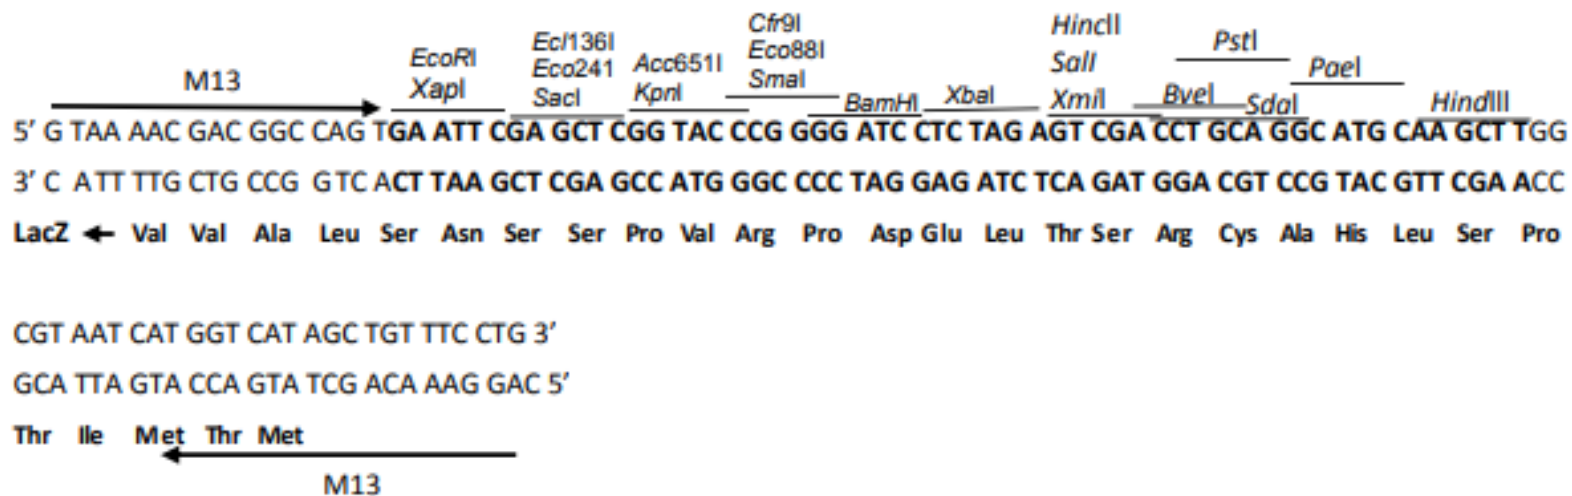 HincII
Cfr9I
Ecl136I Eco88I SalI PstI
EcoRI Eco241 Acc651I SmaI PaeI
M13 XapI SacI KpnI BamHI XbaI XmiI BveI SdaI HindIII
5′ G TAA AAC GAC GGC CAG TGA ATT CGA GCT CGG TAC CCG GGG ATC CTC TAG AGT CGA CCT GCA GGC ATG CAA GCT TGG
3′ C ATT TTG CTG CCG GTC ACT TAA GCT CGA GCC ATG GGC CCC TAG GAG ATC TCA GAT GGA CGT CCG TAC GTT CGA ACC
LacZ ← Val Val Ala Leu Ser Asn Ser Ser Pro Val Arg Pro Asp Glu Leu Thr Ser Arg Cys Ala His Leu Ser Pro
CGT AAT CAT GGT CAT AGC TGT TTC CTG 3′
GCA TTA GTA CCA GTA TCG ACA AAG GAC 5′
Thr Ile Met Thr Met
M13